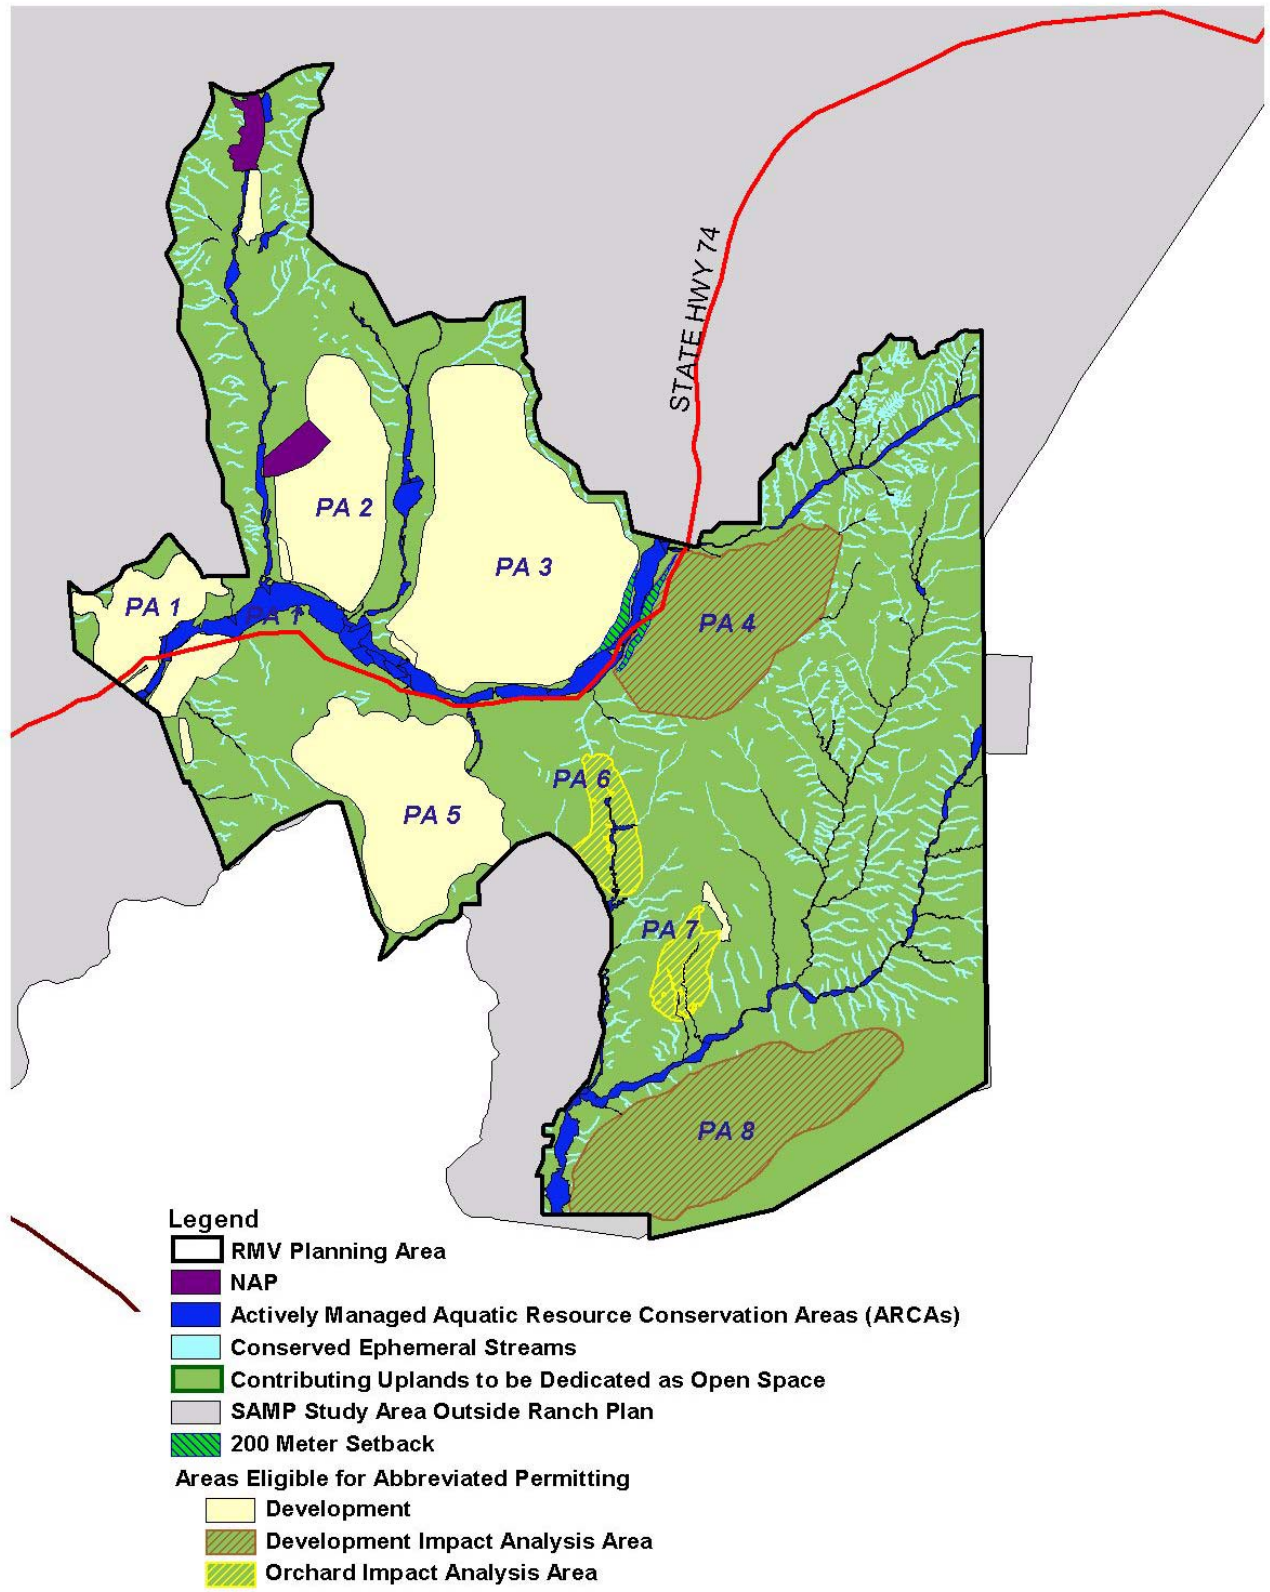 STATE HWY 74
PA 2
PA 3
PA 1
PA 1
PA 4
PA 6
PA 5
PA 7
PA 8
Legend
RMV Planning Area
NAP
Actively Managed Aquatic Resource Conservation Areas (ARCAs)
Conserved Ephemeral Streams
Contributing Uplands to be Dedicated as Open Space
SAMP Study Area Outside Ranch Plan
200 Meter Setback
Areas Eligible for Abbreviated Permitting
Development
Development Impact Analysis Area
Orchard Impact Analysis Area